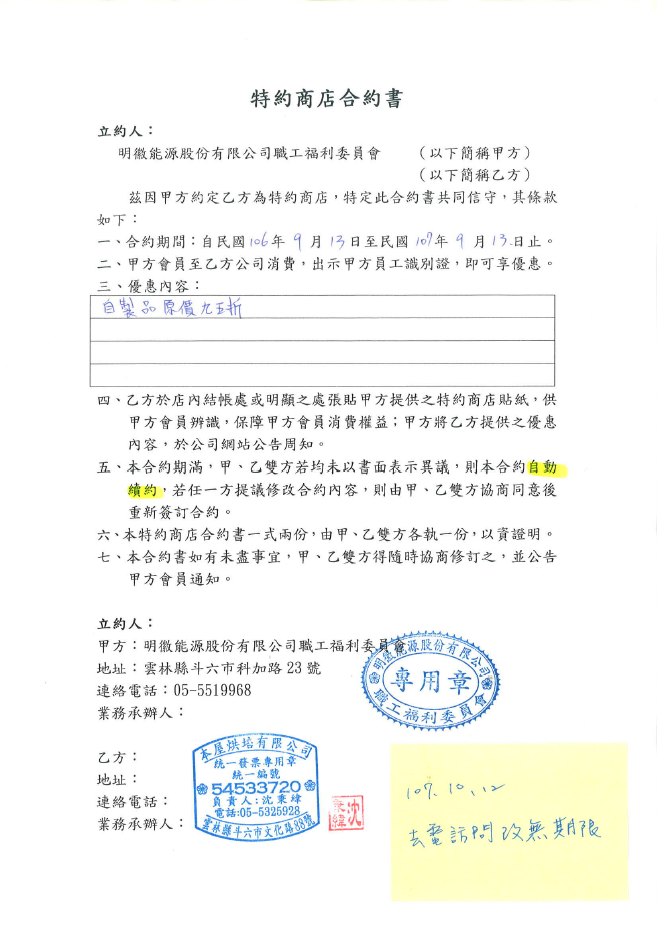 特約商店合約書
立約人：
明徽能源股份有限公司職工福利委員會　（以下簡稱甲方）
（以下簡稱乙方）
茲因甲方約定乙方為特約商店，特定此合約書共同信守，其條款
如下：
一、合約期間：自民國106年9月13日至民國107年9月13日止。
二、甲方會員至乙方公司消費，出示甲方員工識別證，即可享優惠。
三、優惠內容：
自製品原價九五折
四、乙方於店內結帳處或明顯之處張貼甲方提供之特約商店貼紙，供
甲方會員辨識，保障甲方會員消費權益；甲方將乙方提供之優惠
內容，於公司網站公告周知。
五、本合約期滿，甲、乙雙方若均未以書面表示異議，則本合約自動
續約，若任一方提議修改合約內容，則由甲、乙雙方協商同意後
重新簽訂合約。
六、本特約商店合約書一式兩份，由甲、乙雙方各執一份，以資證明。
七、本合約書如有未盡事宜，甲、乙雙方得隨時協商修訂之，並公告
甲方會員通知。
立約人：
甲方：明徽能源股份有限公司職工福利委員會
地址：雲林縣斗六市科加路23號
連絡電話：05-5519968
業務承辦人：
明徽能源股份有限公司
專用章
職工福利委員會
乙方：
地址：
連絡電話：
業務承辦人：
本屋烘培有限公司
統一發票專用章
統一編號
54533720
負責人：沈秉緯
電話:05-5325928
雲林縣斗六市文化路88號
沈秉緯
107.10.12
去電訪問改無期限